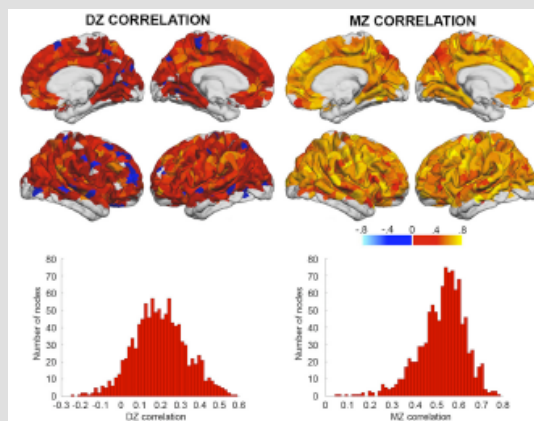 DZ CORRELATION
MZ CORRELATION
-.8 -.4 0 .4 .8
80
70
60
50
40
30
20
10
0
Number of nodes
-0.3 -0.2 -0.1 0 0.1 0.2 0.3 0.4 0.5 0.6
DZ correlation
80
70
60
50
40
30
20
10
0
Number of nodes
0 0.1 0.2 0.3 0.4 0.5 0.6 0.7 0.8
MZ correlation